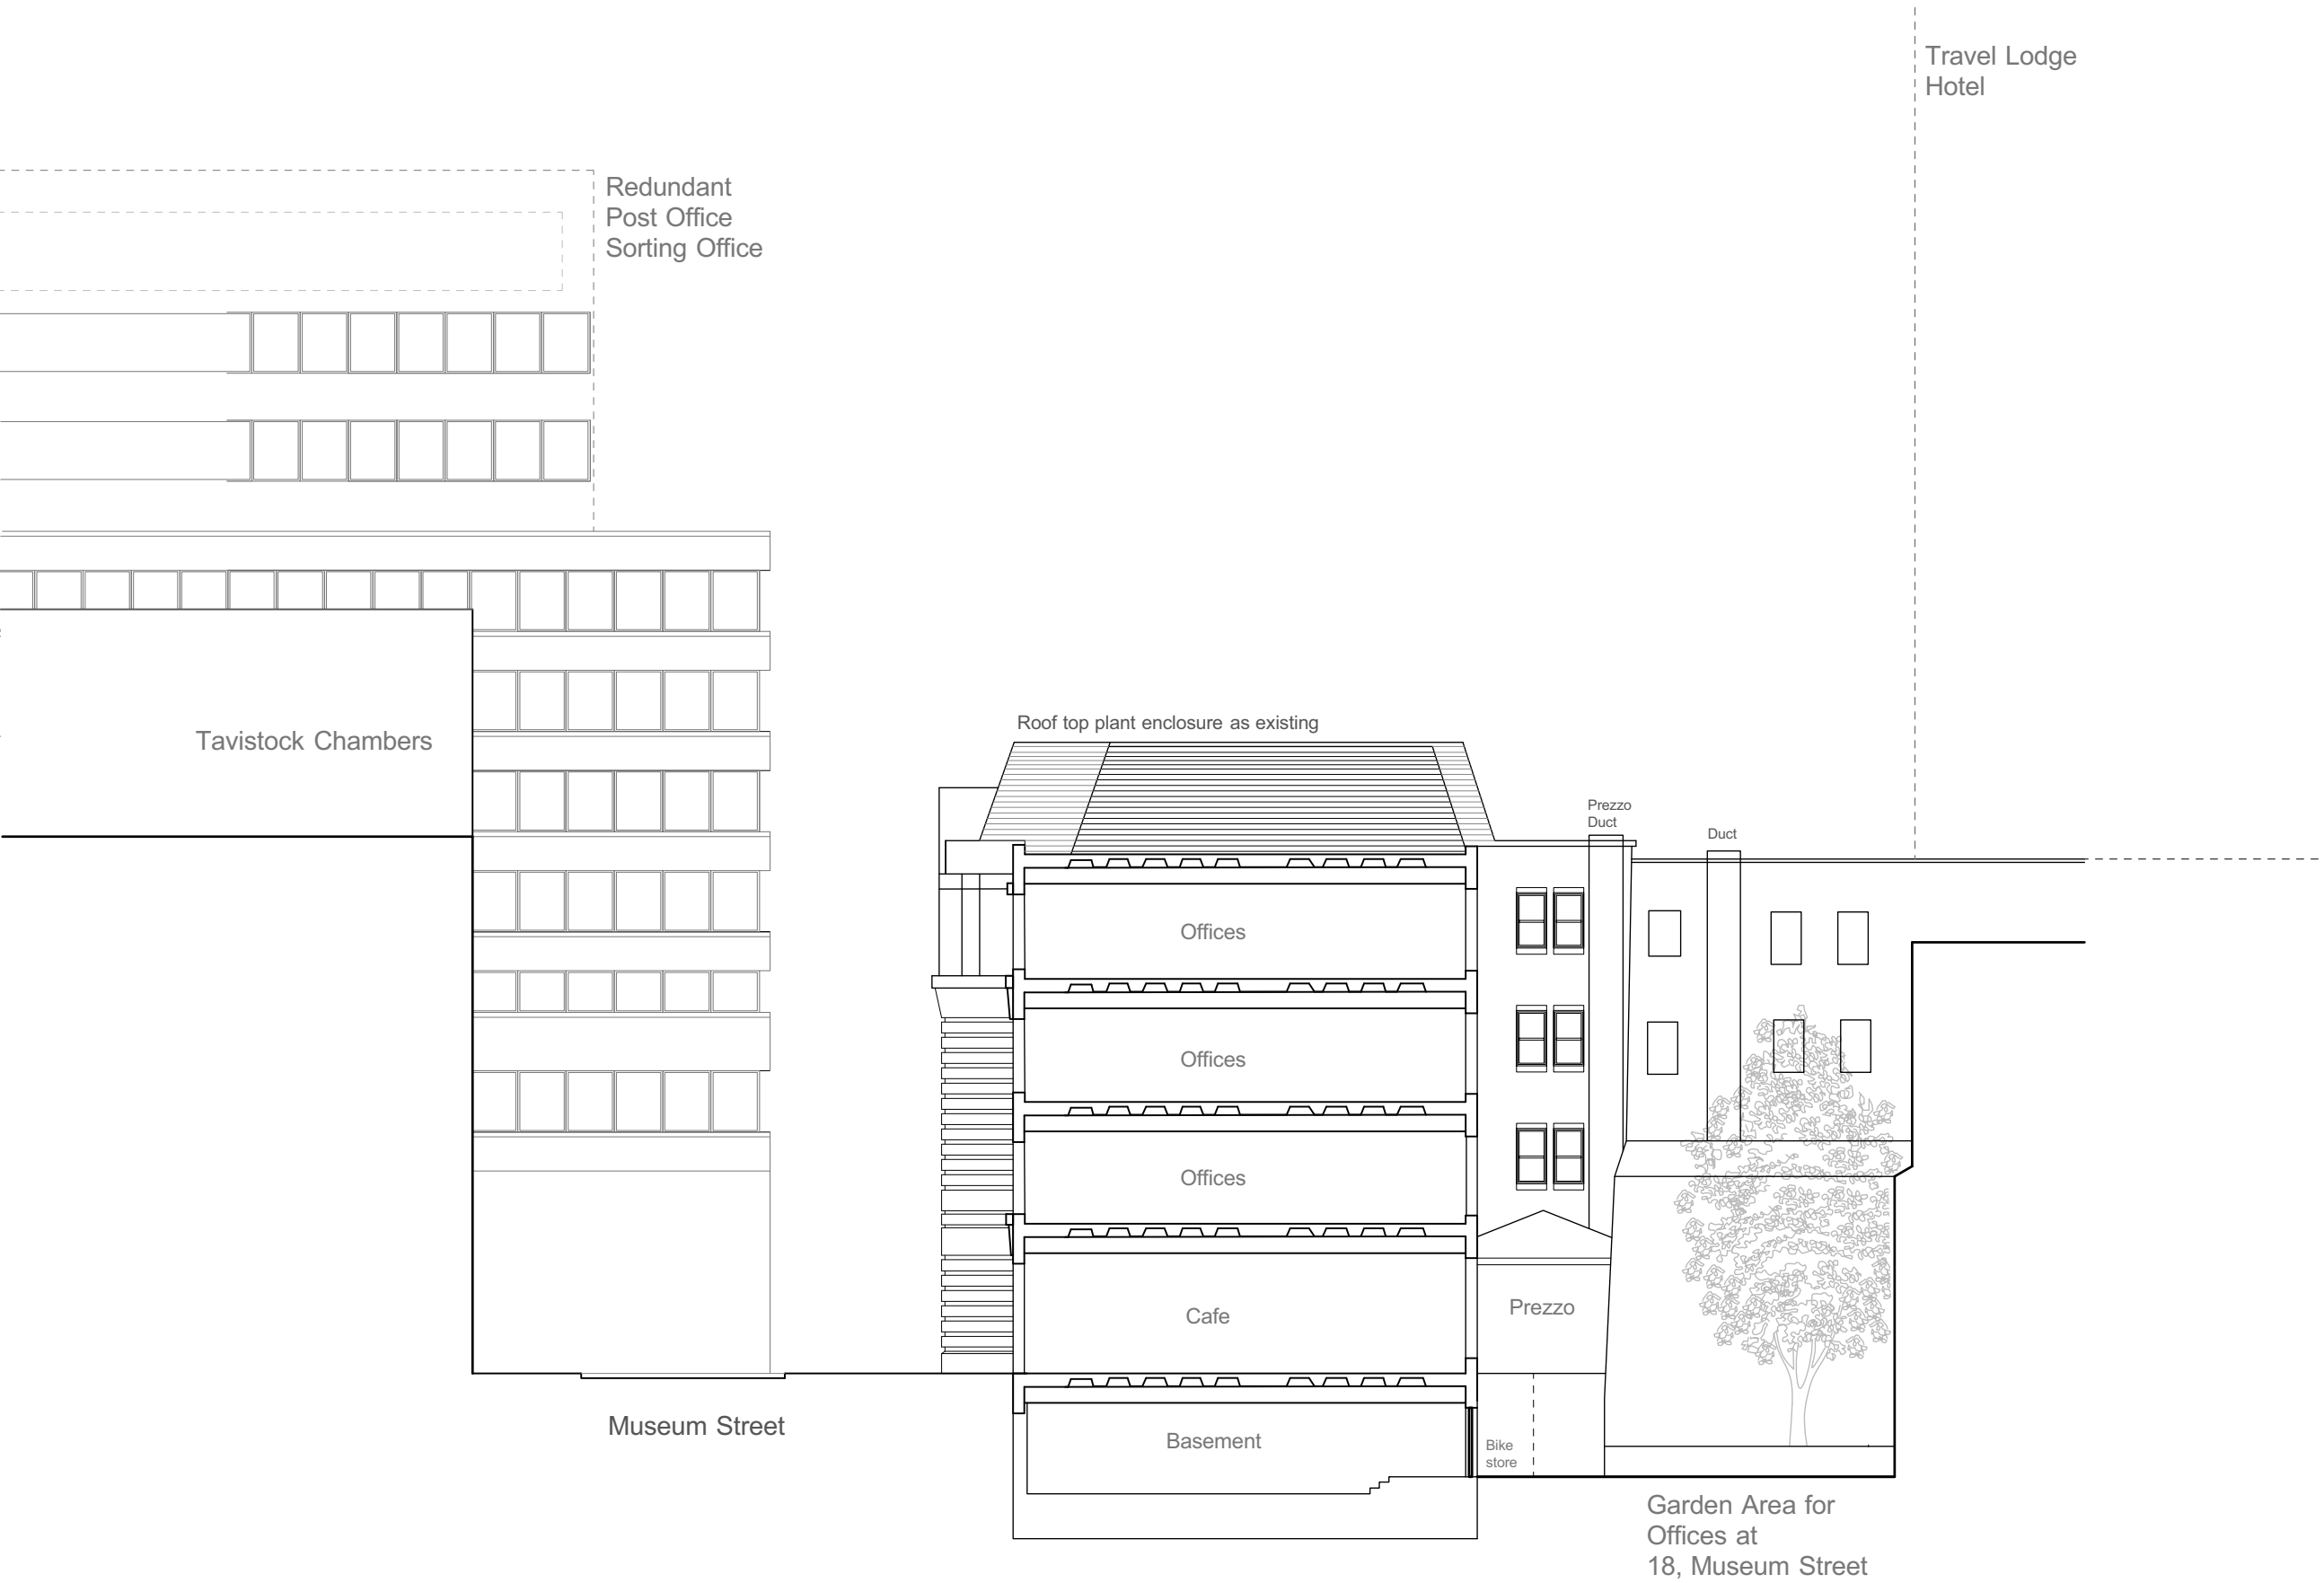 Travel Lodge
Hotel
Redundant
Post Office
Sorting Office
Tavistock Chambers
Roof top plant enclosure as existing
Prezzo
Duct
Duct
Offices
Offices
Offices
Cafe
Prezzo
Museum Street
Basement
Bike
store
Garden Area for
Offices at
18, Museum Street